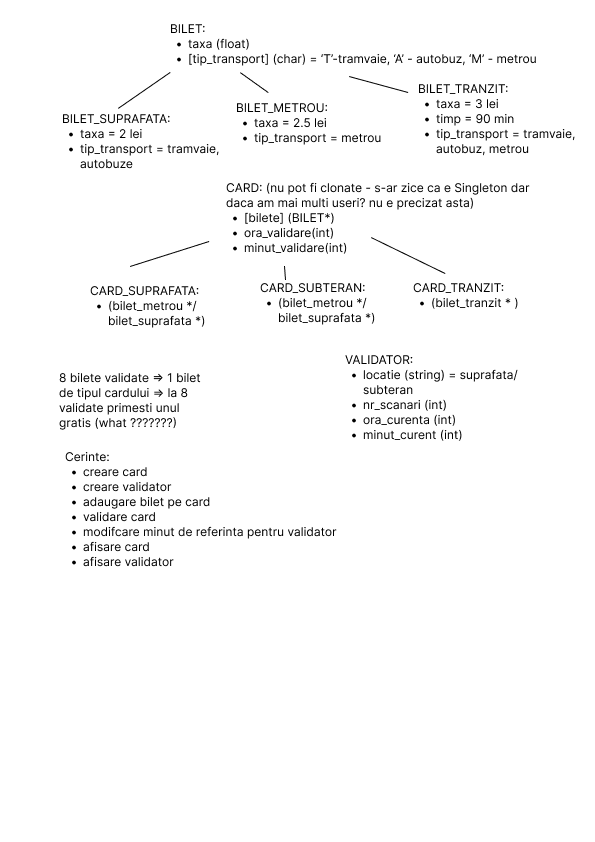 BILET:
• taxa (float)
• [tip_transport] (char) = ‘T’-tramvaie, ‘A’ - autobuz, ‘M’ - metrou
BILET_SUPRAFATA:
• taxa = 2 lei
• tip_transport = tramvaie,
autobuze
BILET_METROU:
• taxa = 2.5 lei
• tip_transport = metrou
BILET_TRANZIT:
• taxa = 3 lei
• timp = 90 min
• tip_transport = tramvaie,
autobuz, metrou
CARD: (nu pot fi clonate - s-ar zice ca e Singleton dar
daca am mai multi useri? nu e precizat asta)
• [bilete] (BILET*)
• ora_validare(int)
• minut_validare(int)
CARD_SUPRAFATA:
• (bilet_metrou */
bilet_suprafata *)
CARD_SUBTERAN:
• (bilet_metrou */
bilet_suprafata *)
CARD_TRANZIT:
• (bilet_tranzit * )
8 bilete validate => 1 bilet
de tipul cardului => la 8
validate primesti unul
gratis (what ???????)
VALIDATOR:
• locatie (string) = suprafata/
subteran
• nr_scanari (int)
• ora_curenta (int)
• minut_curent (int)
Cerinte:
• creare card
• creare validator
• adaugare bilet pe card
• validare card
• modifcare minut de referinta pentru validator
• afisare card
• afisare validator